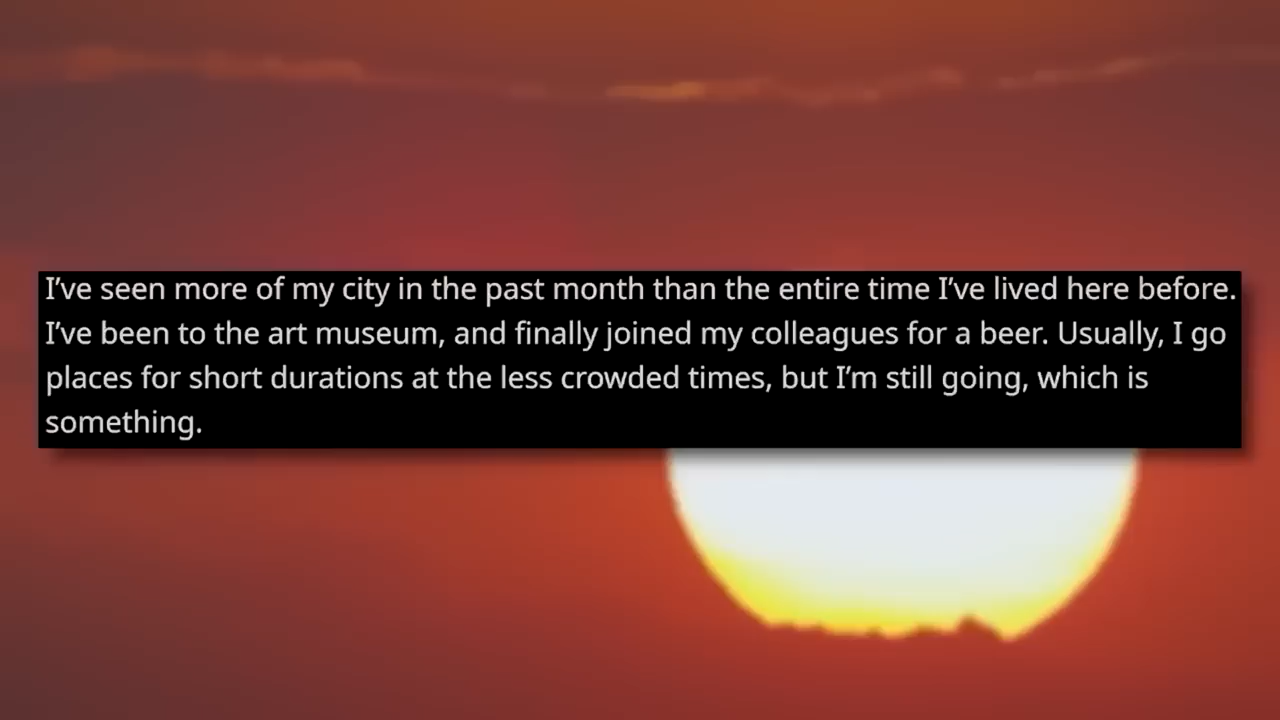 I’ve seen more of my city in the past month than the entire time I’ve lived here before.
I’ve been to the art museum, and finally joined my colleagues for a beer. Usually, I go
places for short durations at the less crowded times, but I’m still going, which is
something.